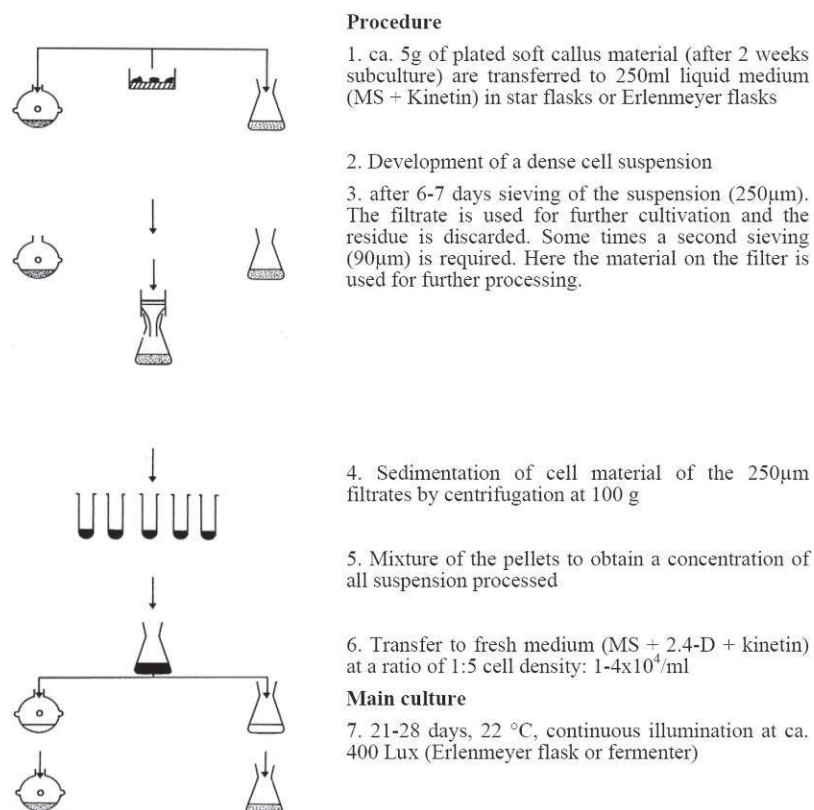 Procedure
1. ca. 5g of plated soft callus material (after 2 weeks
subculture) are transferred to 250ml liquid medium
(MS + Kinetin) in star flasks or Erlenmeyer flasks
2. Development of a dense cell suspension
3. after 6-7 days sieving of the suspension (250µm).
The filtrate is used for further cultivation and the
residue is discarded. Some times a second sieving
(90µm) is required. Here the material on the filter is
used for further processing.
4. Sedimentation of cell material of the 250µm
filtrates by centrifugation at 100 g
5. Mixture of the pellets to obtain a concentration of
all suspension processed
6. Transfer to fresh medium (MS + 2.4-D + kinetin)
at a ratio of 1:5 cell density: 1-4x10⁴/ml
Main culture
7. 21-28 days, 22 °C, continuous illumination at ca.
400 Lux (Erlenmeyer flask or fermenter)